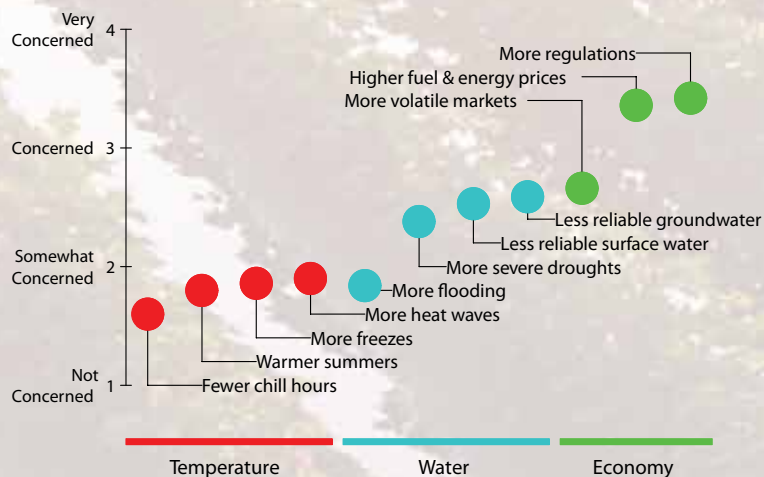 Very
Concerned
4
More regulations
Higher fuel & energy prices
More volatile markets
Concerned 3
Less reliable groundwater
Less reliable surface water
Somewhat
Concerned
2
More severe droughts
More flooding
More heat waves
More freezes
Warmer summers
Not
Concerned
1
Fewer chill hours
Temperature
Water
Economy